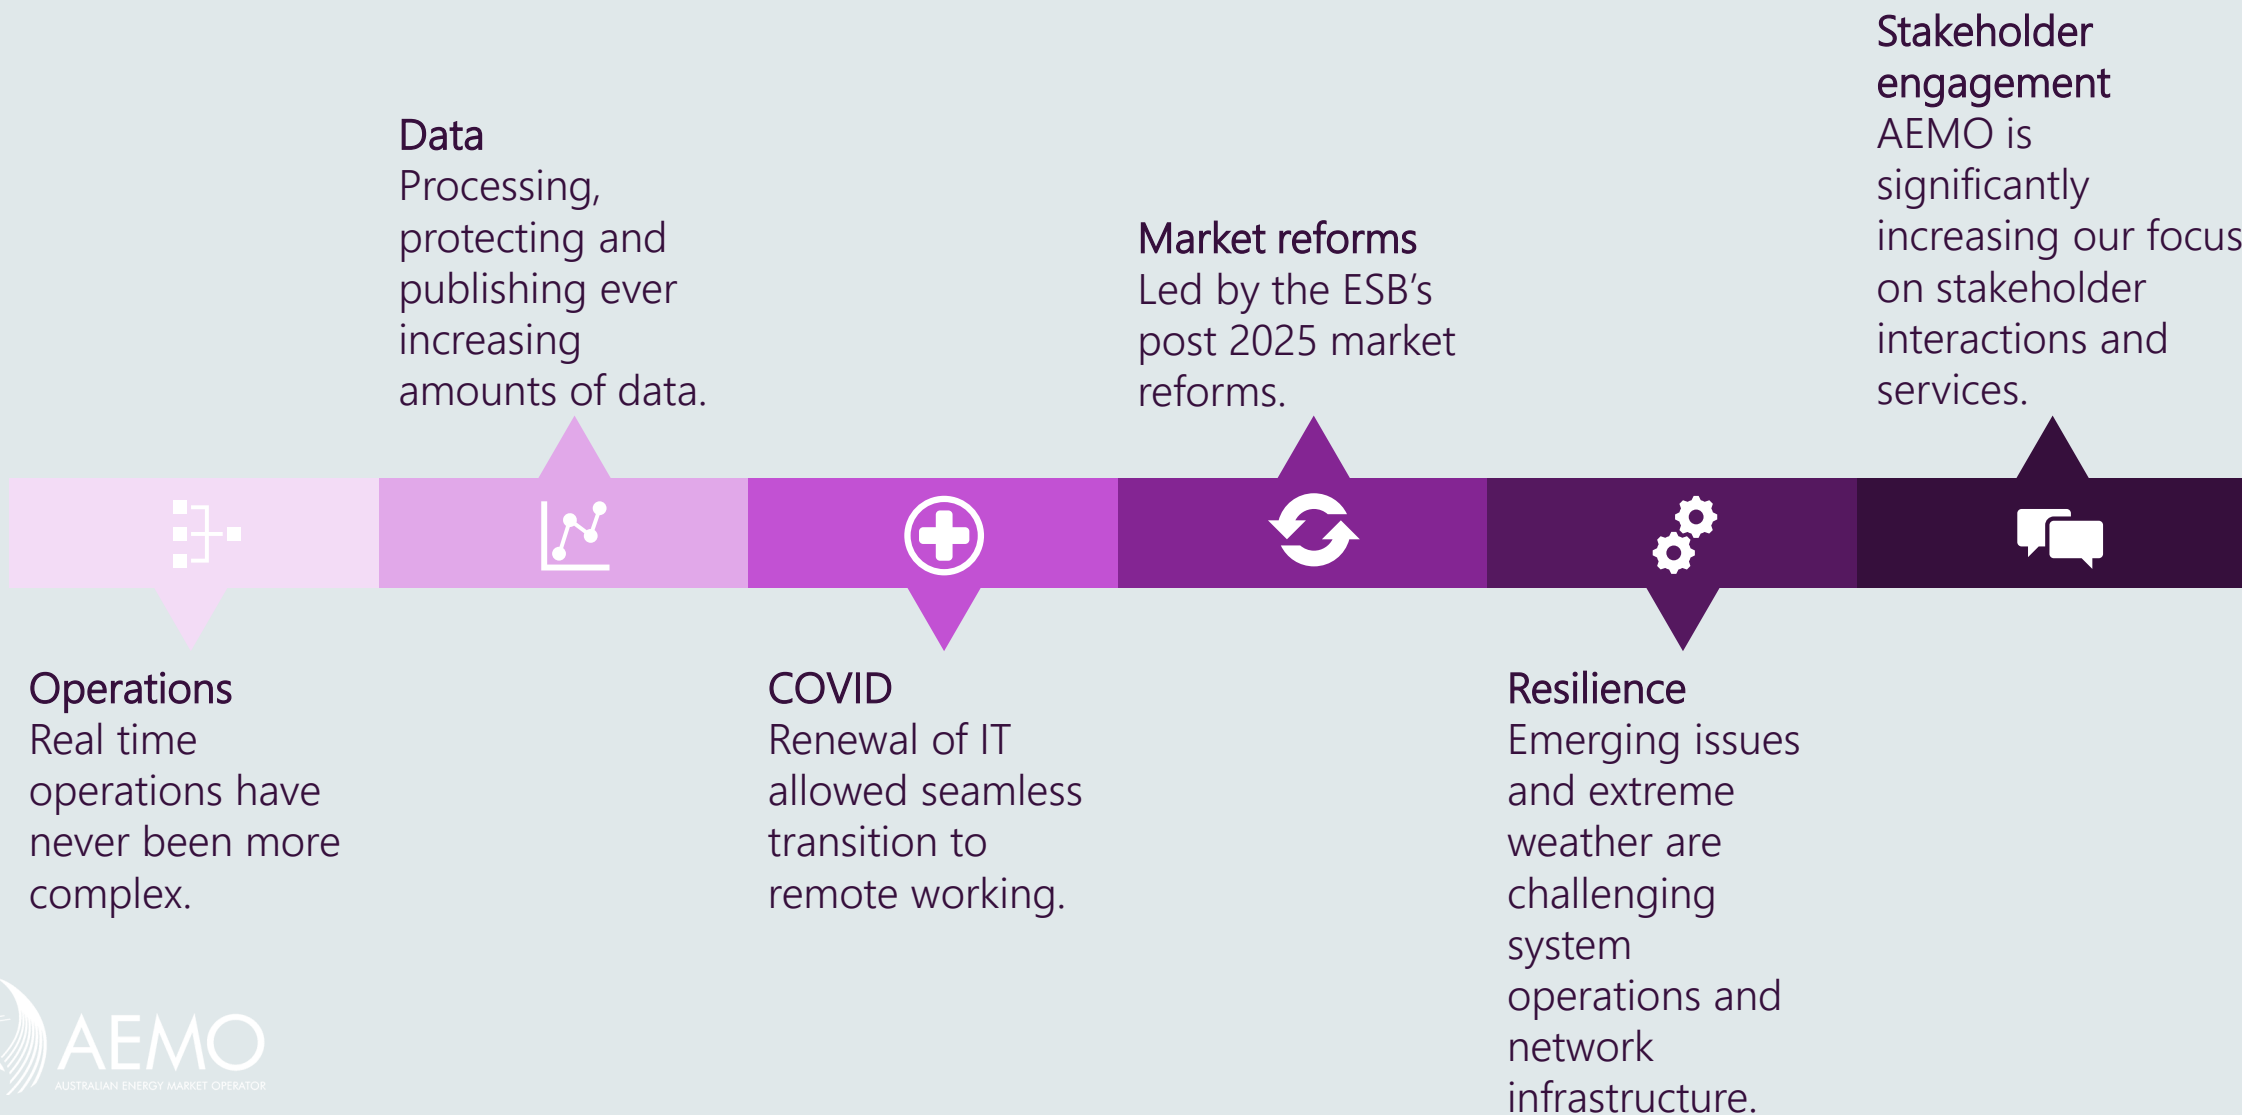 Operations
Real time
operations have
never been more
complex.
Data
Processing,
protecting and
publishing ever
increasing
amounts of data.
COVID
Renewal of IT
allowed seamless
transition to
remote working.
Market reforms
Led by the ESB’s
post 2025 market
reforms.
Resilience
Emerging issues
and extreme
weather are
challenging
system
operations and
network
infrastructure.
Stakeholder
engagement
AEMO is
significantly
increasing our focus
on stakeholder
interactions and
services.
AEMO
AUSTRALIAN ENERGY MARKET OPERATOR